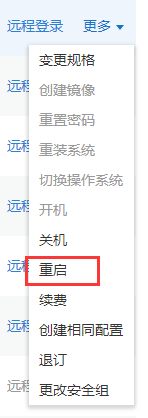 远程登录 更多
远程 变更规格
创建镜像
远程 重置密码
远程 重装系统
切换操作系统
远程 开机
关机
远程 重启
续费
远程 创建相同配置
退订
远程 更改安全组